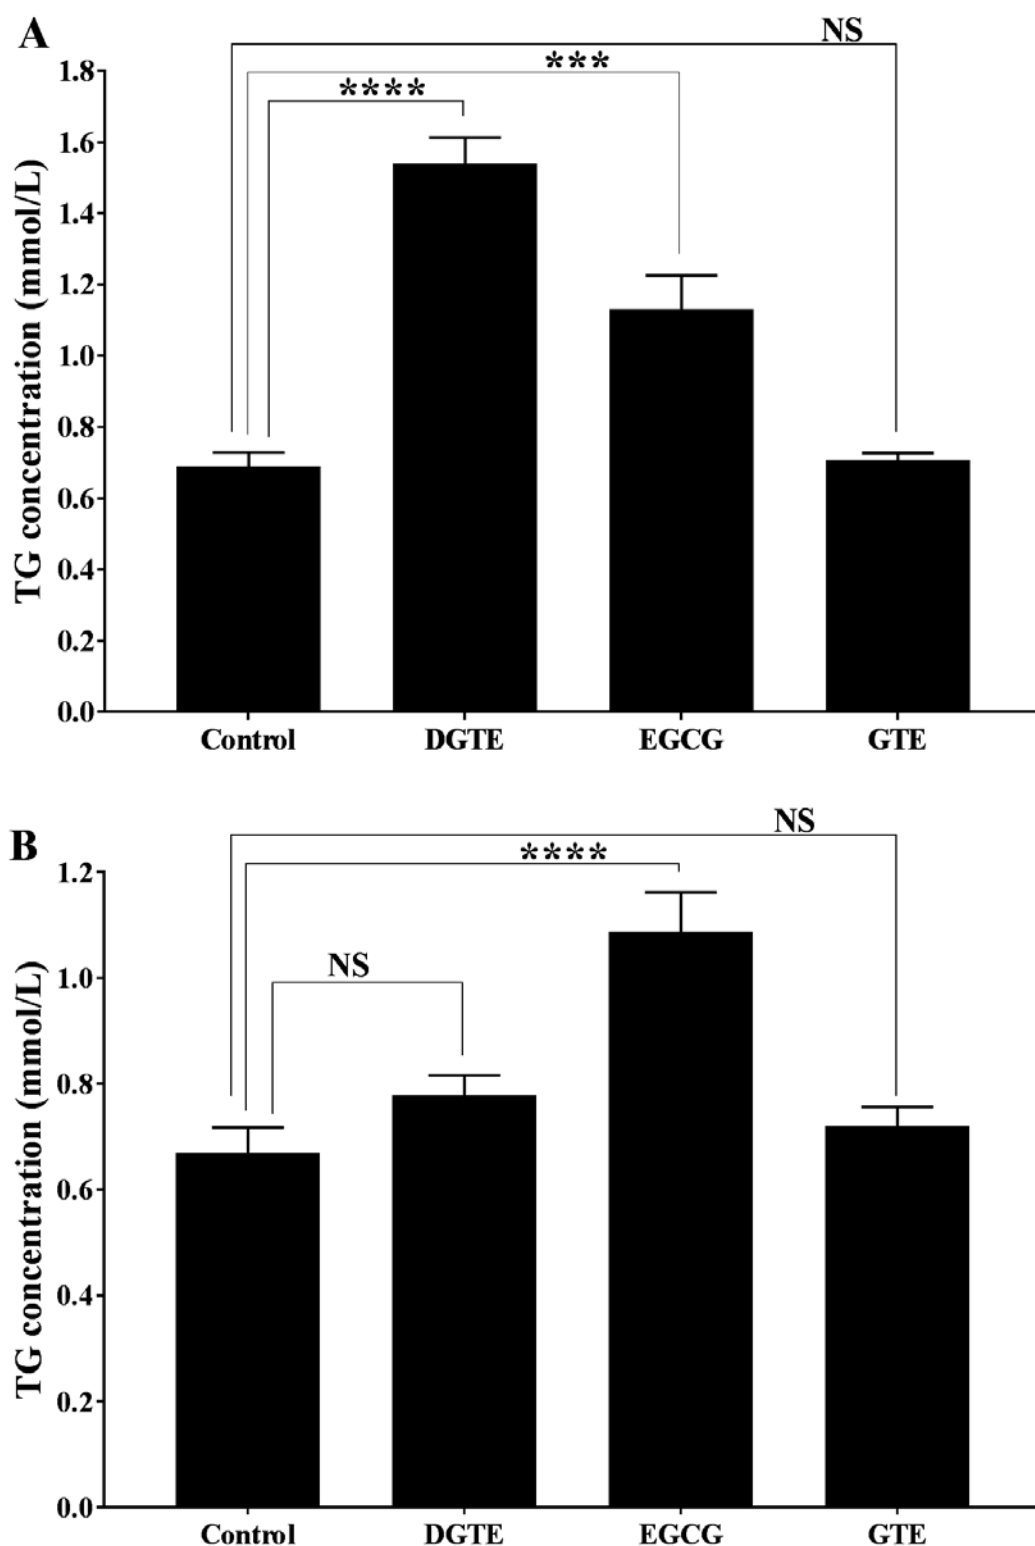 A
NS
***
****
TG concentration (mmol/L)
1.8
1.6
1.4
1.2
1.0
0.8
0.6
0.4
0.2
0.0
Control DGTE EGCG GTE
B
NS
****
NS
TG concentration (mmol/L)
1.2
1.0
0.8
0.6
0.4
0.2
0.0
Control DGTE EGCG GTE